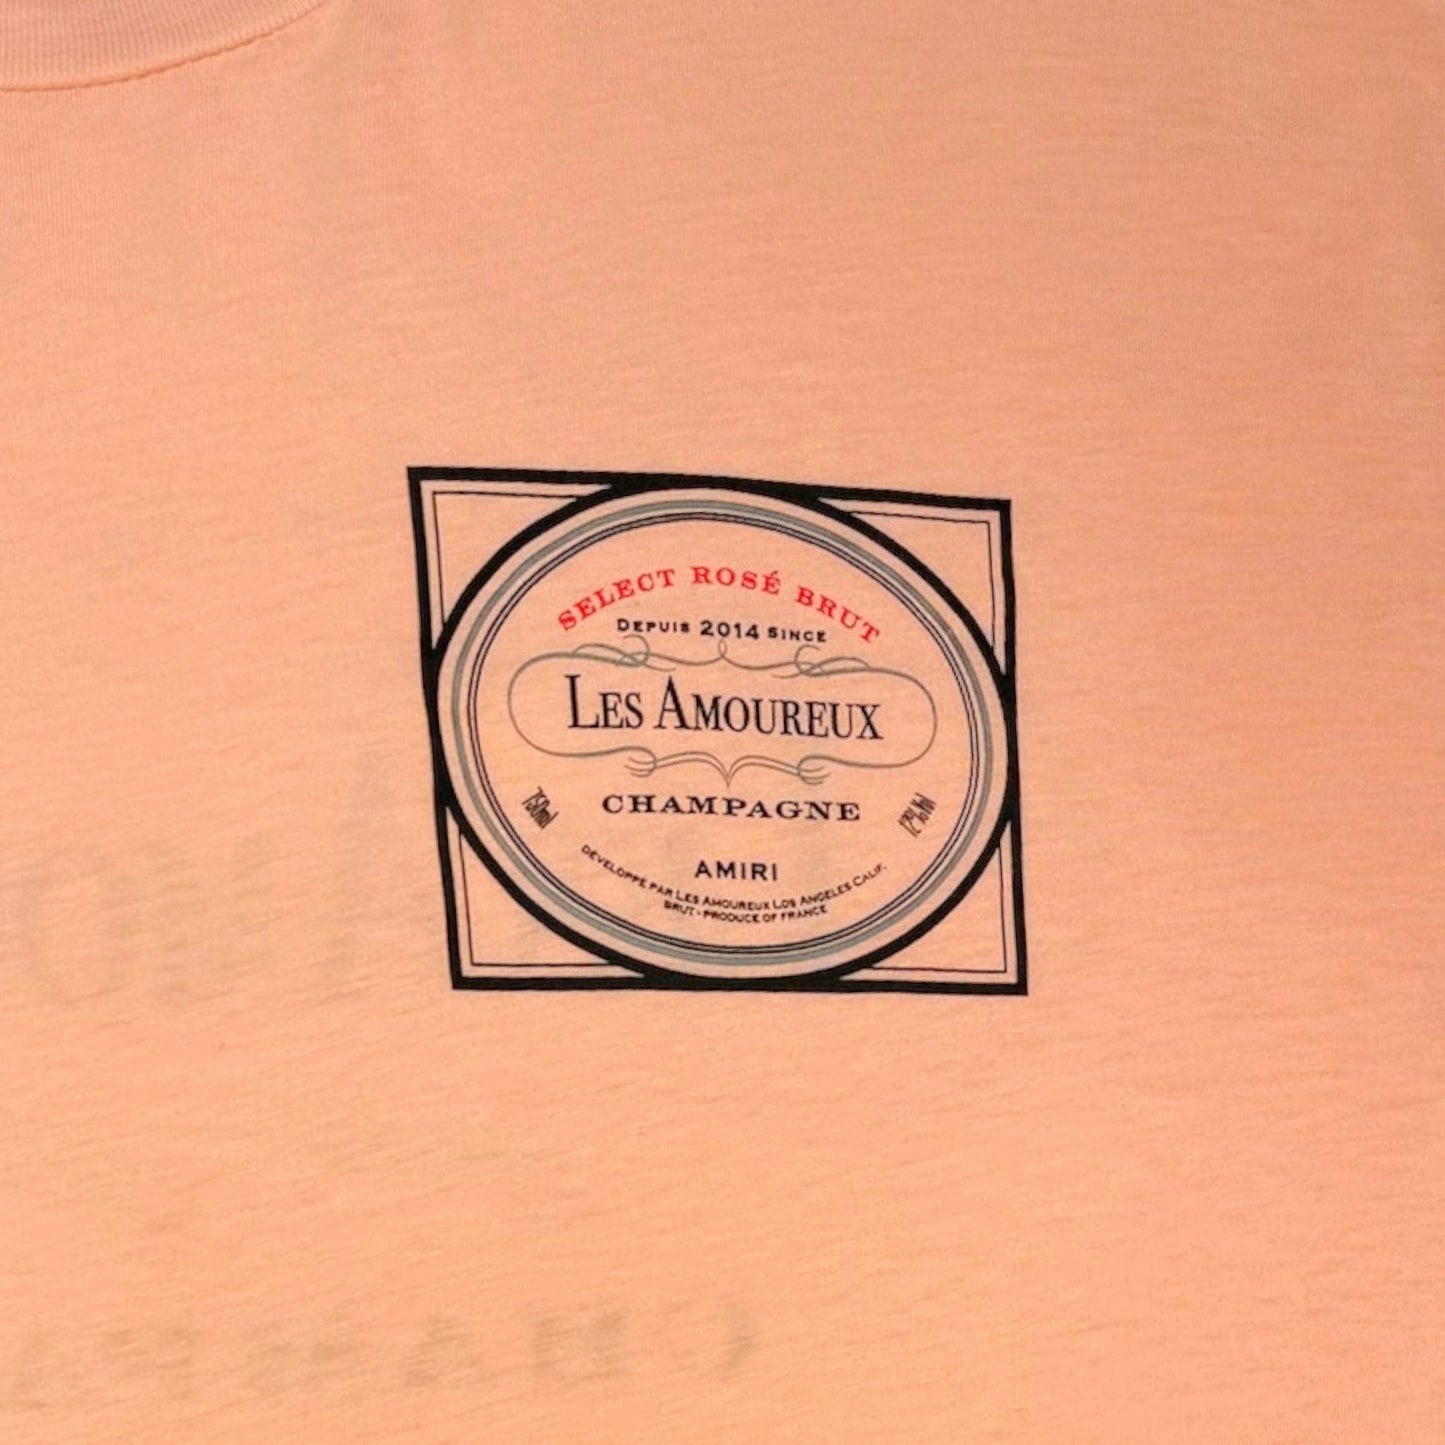 SELECT ROSÉ BRUT
DEPUIS 2014 SINCE
LES AMOUREUX
750ml
CHAMPAGNE
12%Vol
AMIRI
DÉVELOPPÉ PAR LES AMOUREUX LOS ANGELES CALIF.
BRUT - PRODUCE OF FRANCE